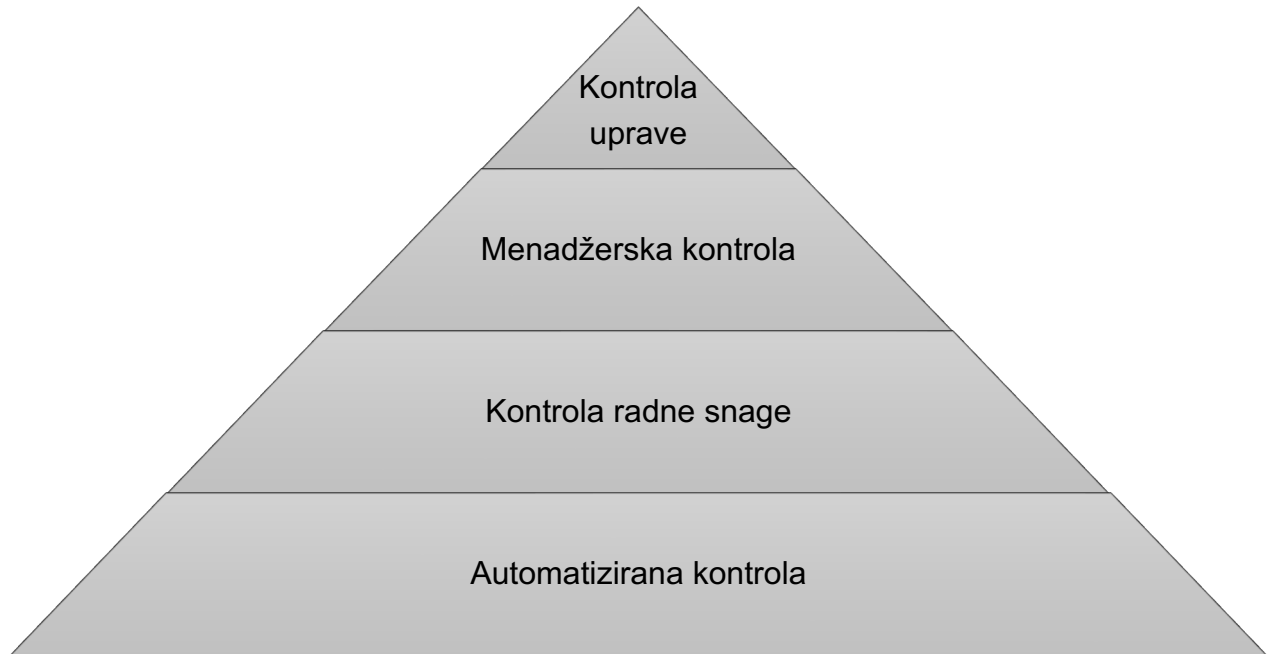 Kontrola
uprave
Menadžerska kontrola
Kontrola radne snage
Automatizirana kontrola